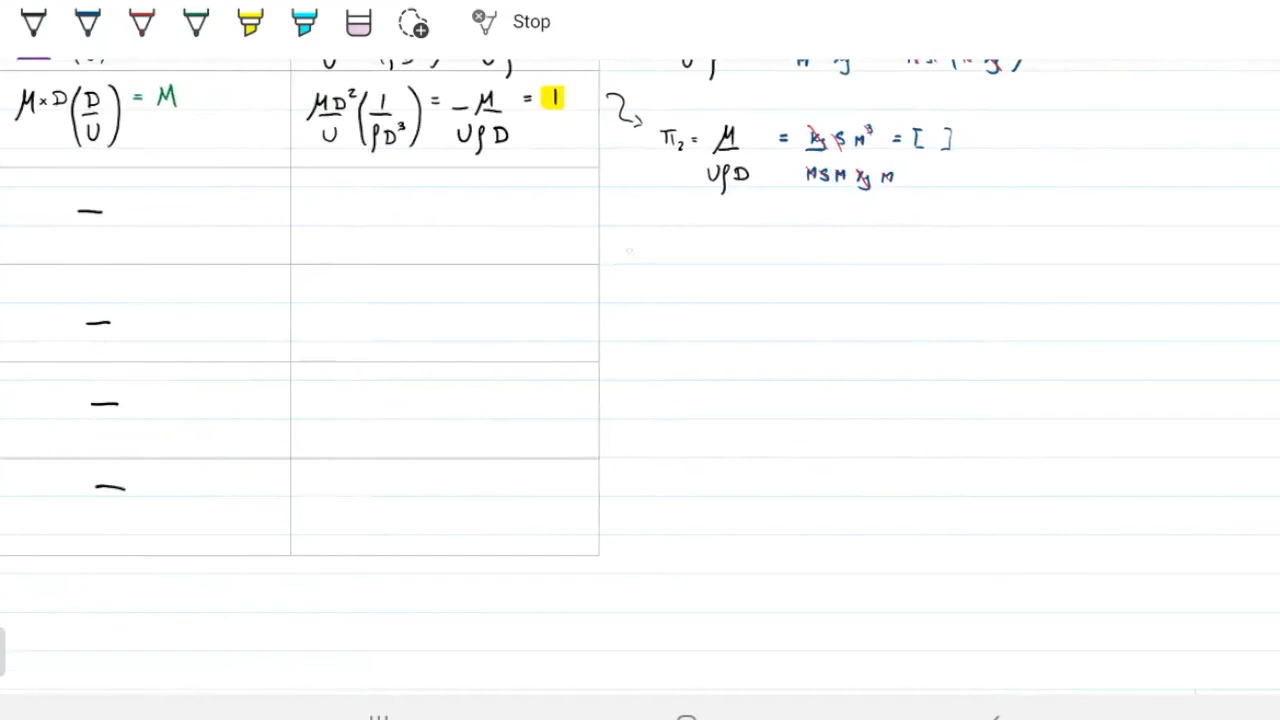 Stop
μ×D(D/U) = M
μD²/U (1/ρD³) = μ/UρD = 1
π₂ = μ/UρD = kg S M³ / M S M kg M = [ ]